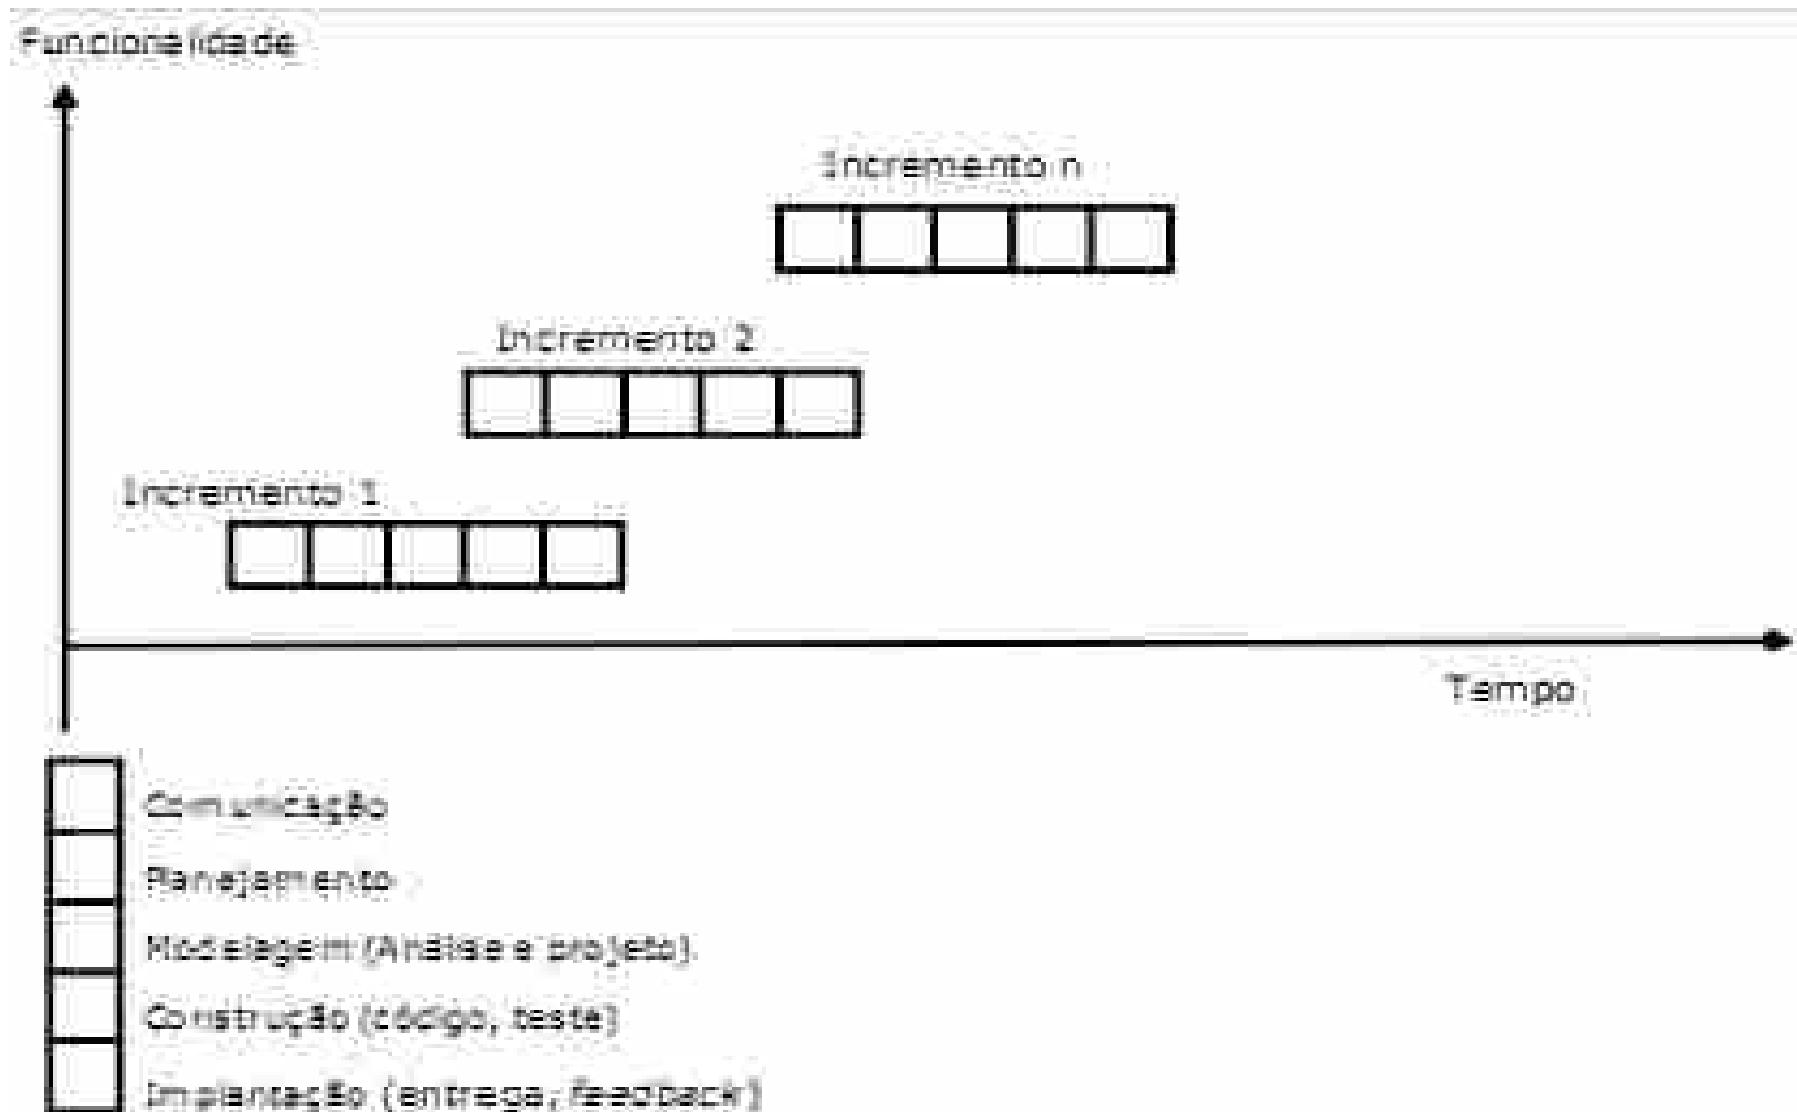 Funcionalidade
Incremento n
Incremento 2
Incremento 1
Tempo
Comunicação
Planejamento
Modelagem (Análise e projeto).
Construção (código, teste)
Implantação (entrega, feedback)